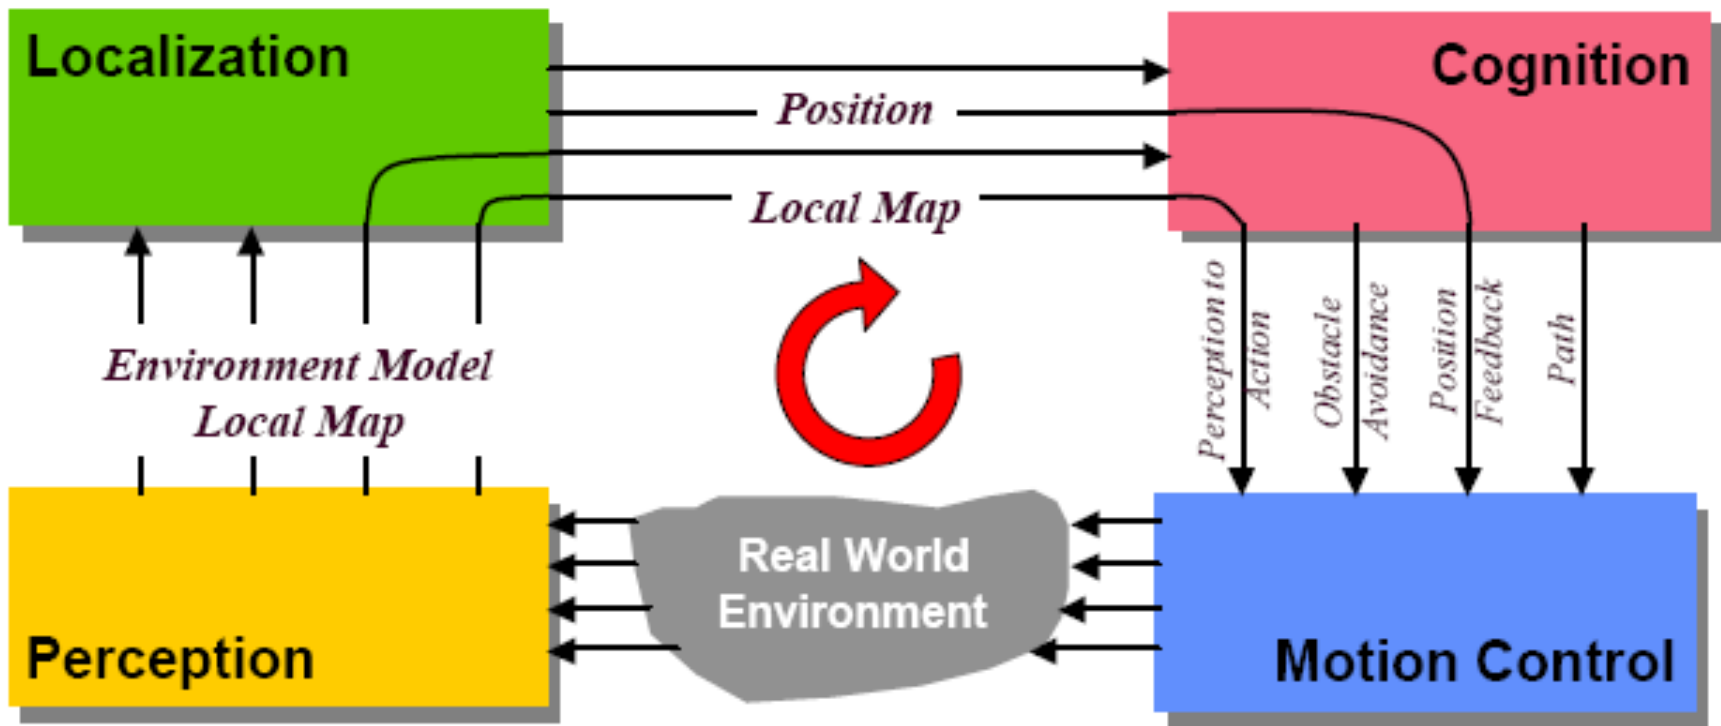 Localization
Cognition
Position
Local Map
Environment Model
Local Map
Perception to
Action
Obstacle
Avoidance
Position
Feedback
Path
Real World
Environment
Perception
Motion Control